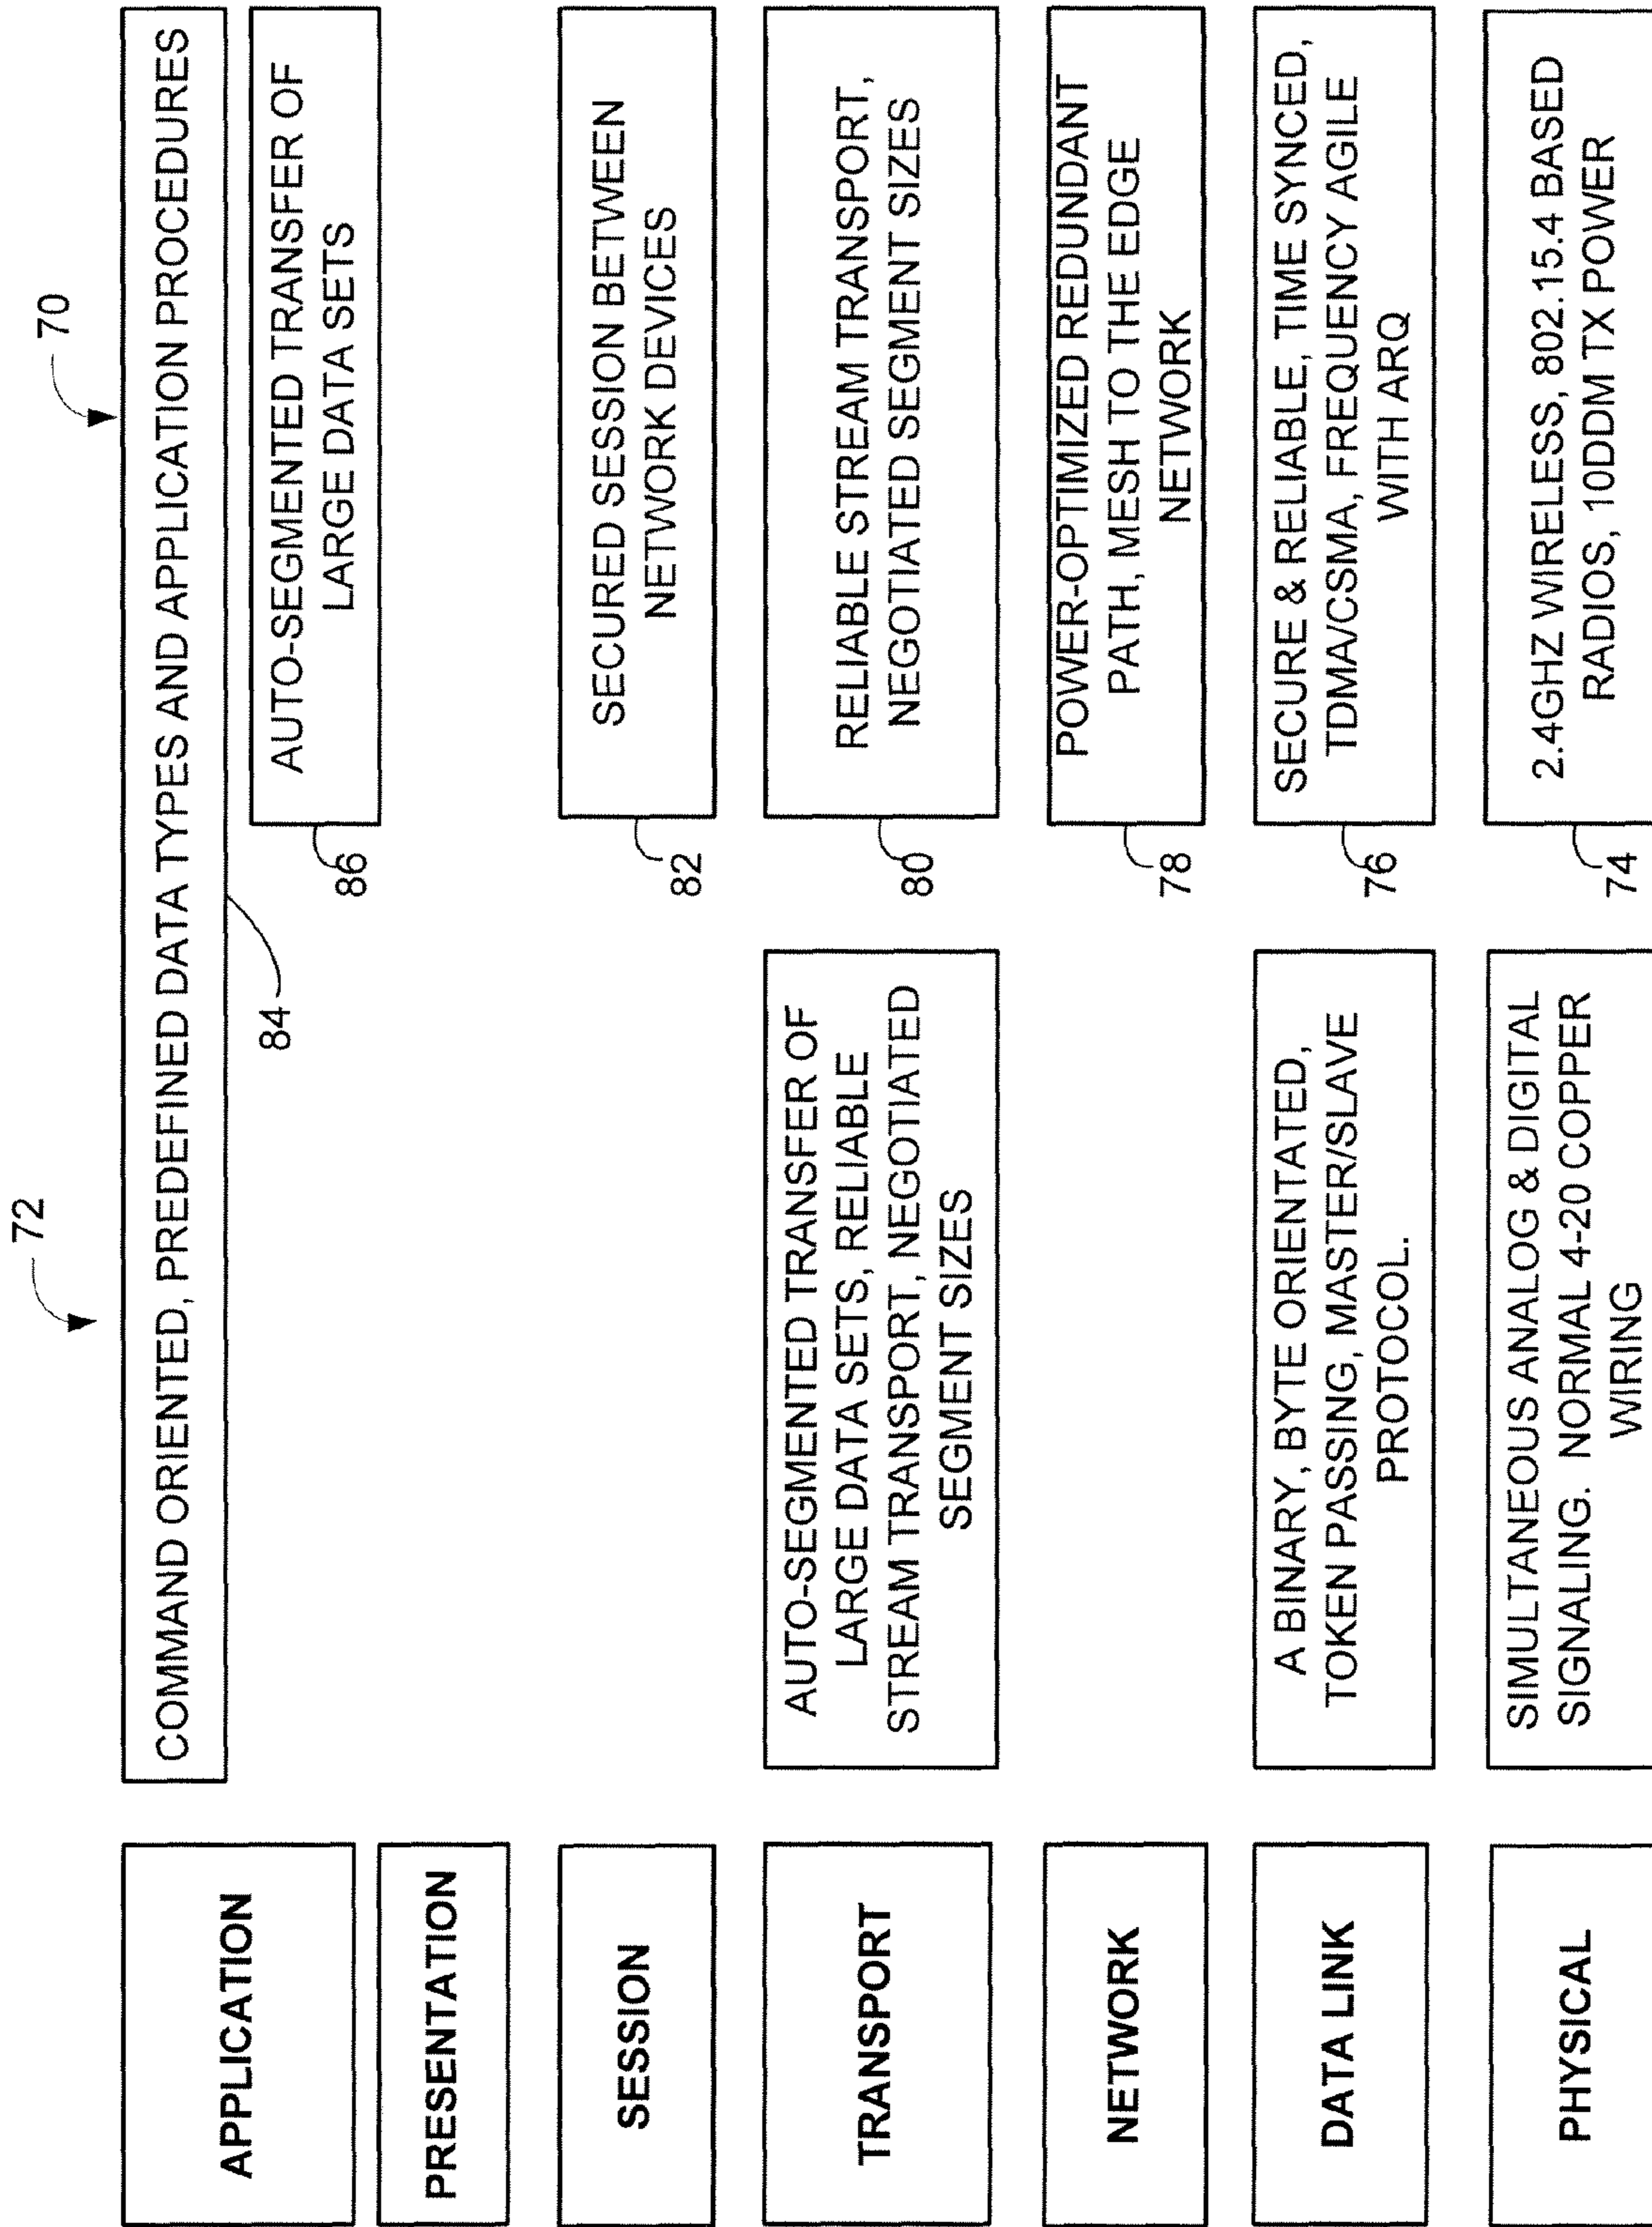 72
70
APPLICATION
COMMAND ORIENTED, PREDEFINED DATA TYPES AND APPLICATION PROCEDURES
84
AUTO-SEGMENTED TRANSFER OF
LARGE DATA SETS
86
PRESENTATION
SESSION
SECURED SESSION BETWEEN
NETWORK DEVICES
82
TRANSPORT
AUTO-SEGMENTED TRANSFER OF
LARGE DATA SETS, RELIABLE
STREAM TRANSPORT, NEGOTIATED
SEGMENT SIZES
RELIABLE STREAM TRANSPORT,
NEGOTIATED SEGMENT SIZES
80
NETWORK
POWER-OPTIMIZED REDUNDANT
PATH, MESH TO THE EDGE
NETWORK
78
DATA LINK
A BINARY, BYTE ORIENTATED,
TOKEN PASSING, MASTER/SLAVE
PROTOCOL.
SECURE & RELIABLE, TIME SYNCED,
TDMA/CSMA, FREQUENCY AGILE
WITH ARQ
76
PHYSICAL
SIMULTANEOUS ANALOG & DIGITAL
SIGNALING. NORMAL 4-20 COPPER
WIRING
2.4GHZ WIRELESS, 802.15.4 BASED
RADIOS, 10DDM TX POWER
74